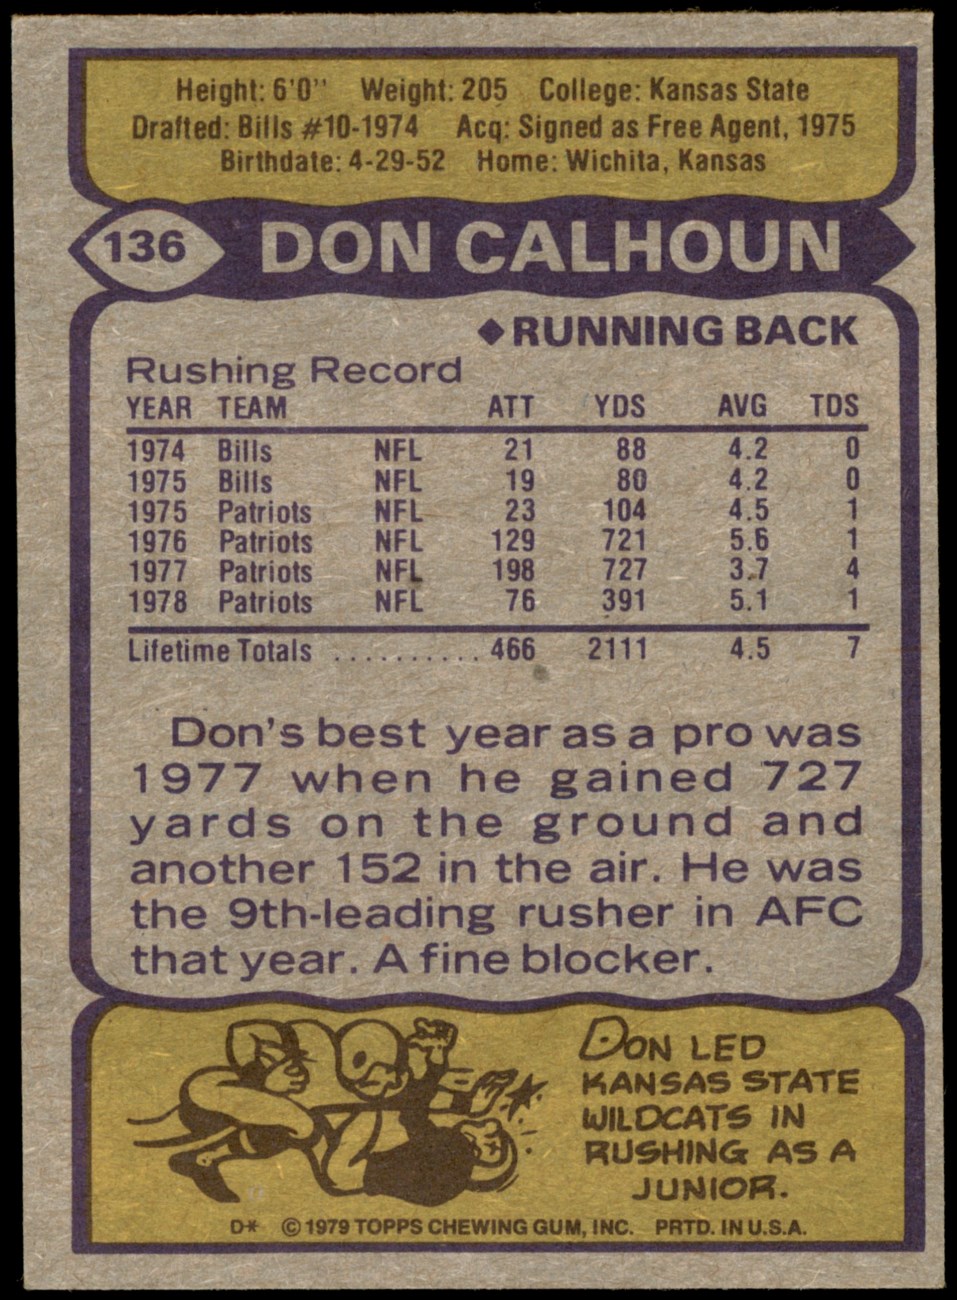 Height: 6'0" Weight: 205 College: Kansas State
Drafted: Bills #10-1974 Acq: Signed as Free Agent, 1975
Birthdate: 4-29-52 Home: Wichita, Kansas
136 DON CALHOUN
◆RUNNING BACK
Rushing Record
YEAR TEAM ATT YDS AVG TDS
1974 Bills NFL 21 88 4.2 0
1975 Bills NFL 19 80 4.2 0
1975 Patriots NFL 23 104 4.5 1
1976 Patriots NFL 129 721 5.6 1
1977 Patriots NFL 198 727 3.7 4
1978 Patriots NFL 76 391 5.1 1
Lifetime Totals .......... 466 2111 4.5 7
Don's best year as a pro was
1977 when he gained 727
yards on the ground and
another 152 in the air. He was
the 9th-leading rusher in AFC
that year. A fine blocker.
DON LED
KANSAS STATE
WILDCATS IN
RUSHING AS A
JUNIOR.
D* © 1979 TOPPS CHEWING GUM, INC. PRTD. IN U.S.A.